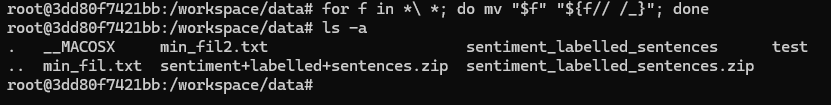 root@3dd80f7421bb:/workspace/data# for f in *\ *; do mv "$f" "${f// /_}"; done
root@3dd80f7421bb:/workspace/data# ls -a
.   __MACOSX     min_fil2.txt                      sentiment_labelled_sentences      test
..  min_fil.txt  sentiment+labelled+sentences.zip  sentiment_labelled_sentences.zip
root@3dd80f7421bb:/workspace/data#